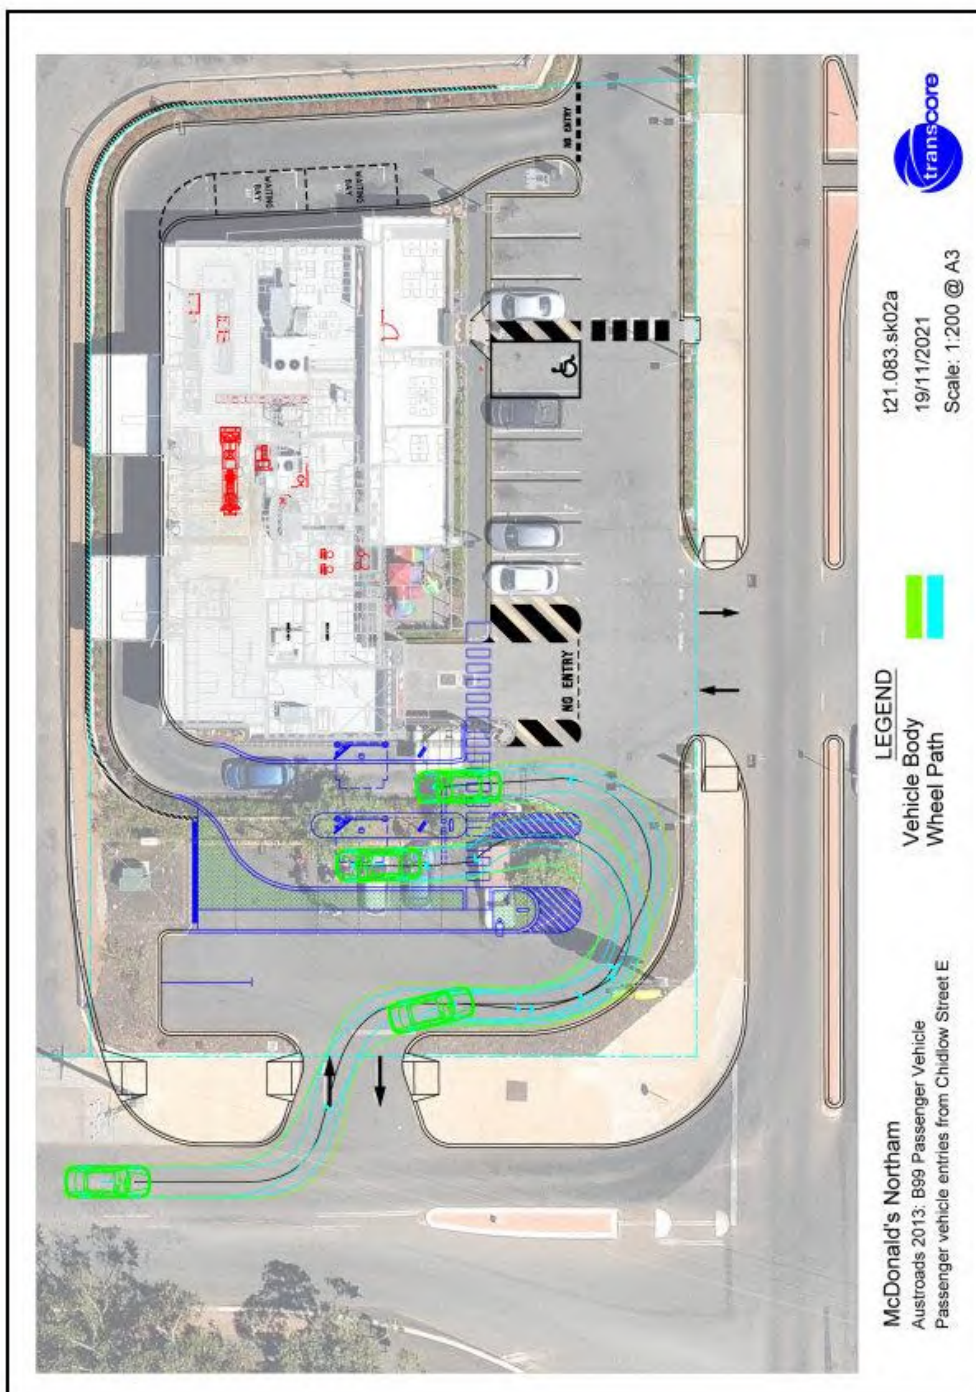 McDonald's Northam
Austroads 2013: B99 Passenger Vehicle
Passenger vehicle entries from Chidlow Street E
LEGEND
Vehicle Body
Wheel Path
t21.083.sk02a
19/11/2021
Scale: 1:200 @ A3
transcore
WAITING
BAY
WAITING
BAY
NO ENTRY
NO ENTRY